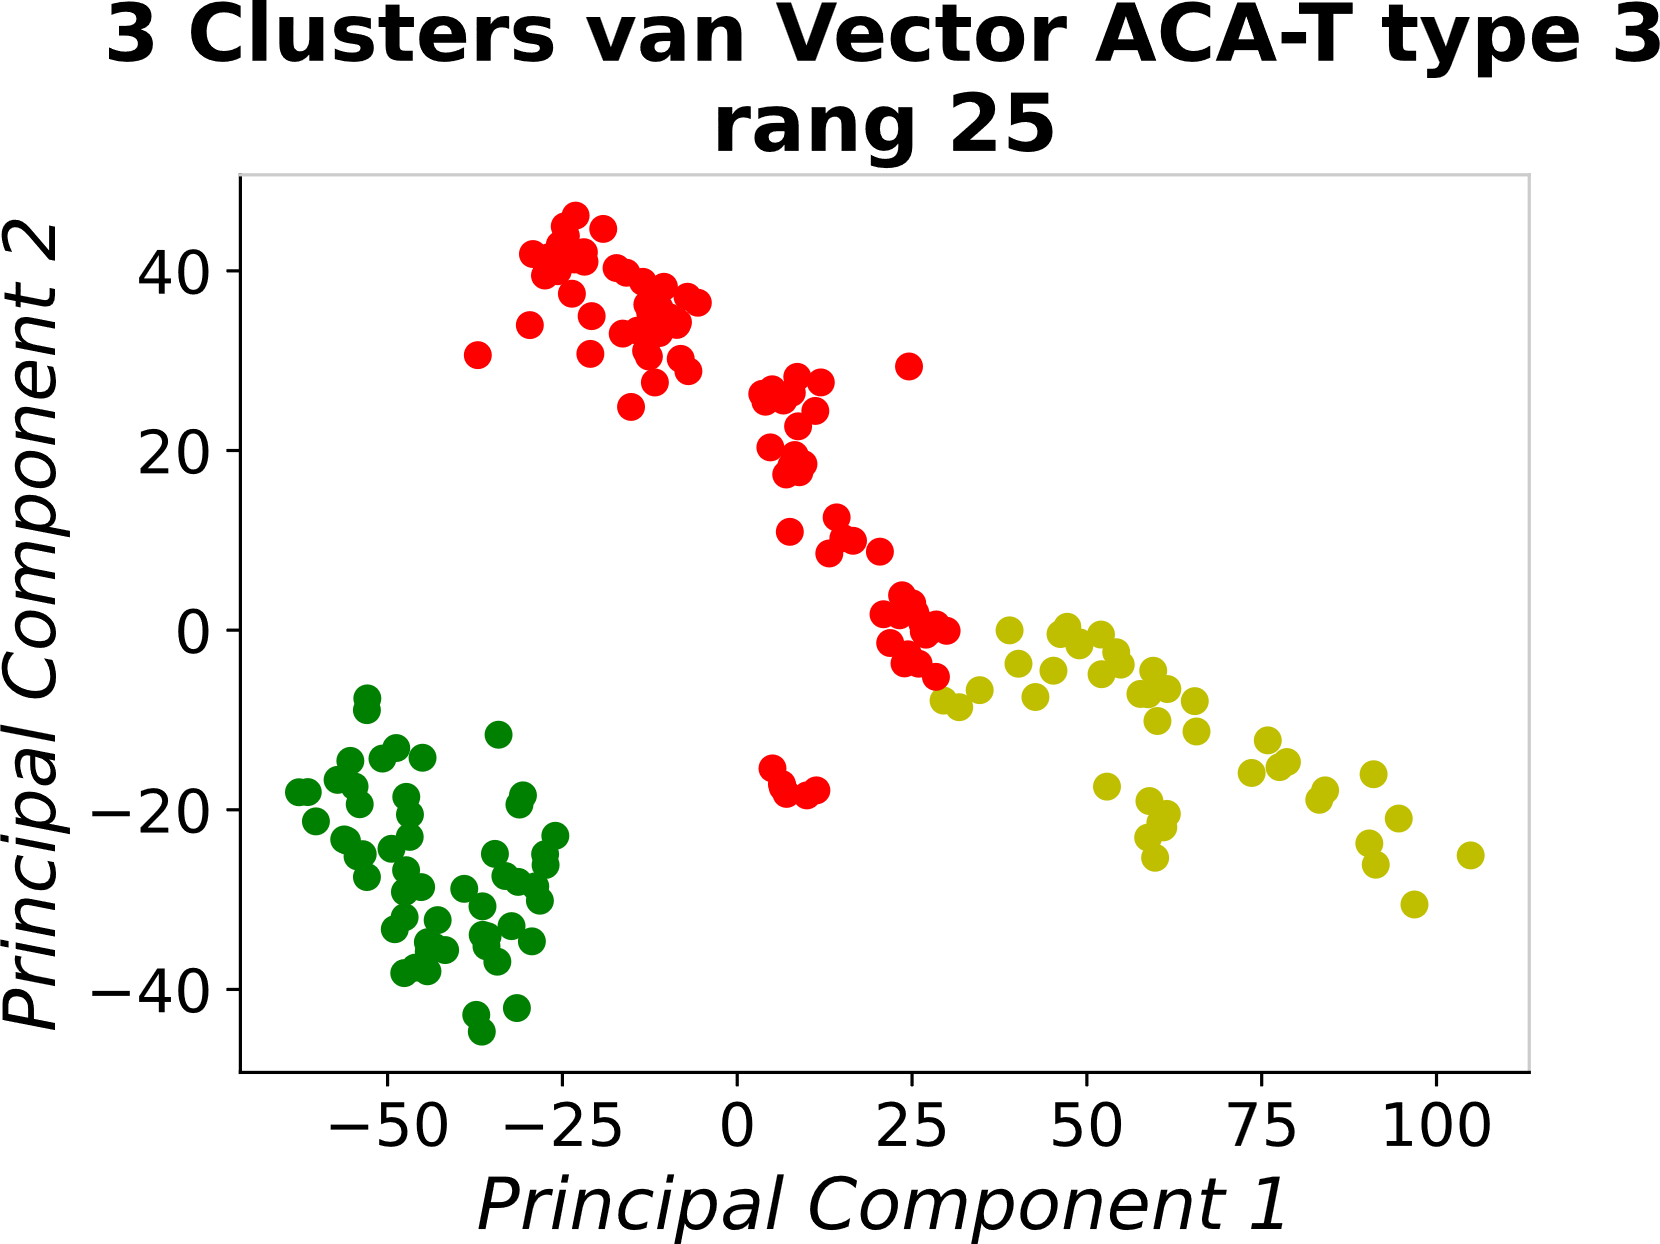 3 Clusters van Vector ACA-T type 3
rang 25
Principal Component 2
40
20
0
−20
−40
−50 −25 0 25 50 75 100
Principal Component 1